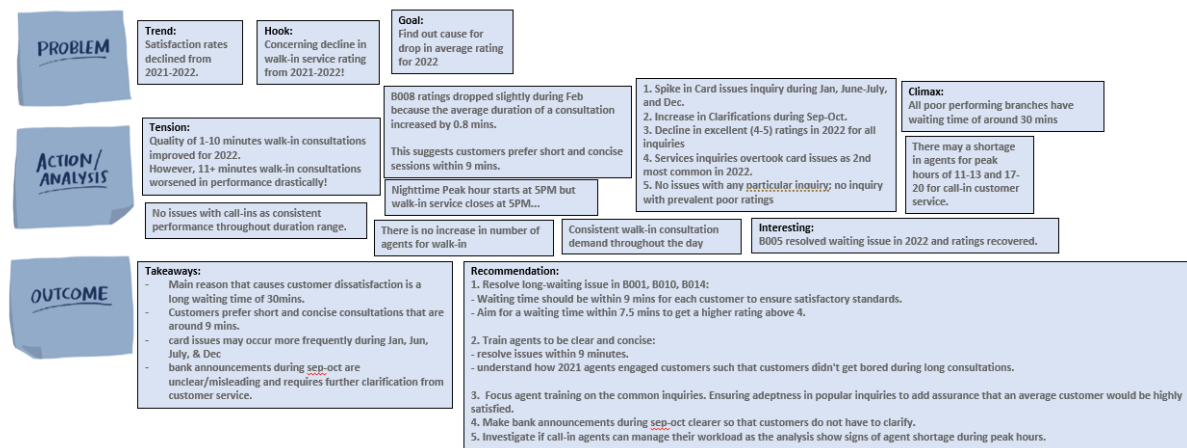 PROBLEM
Trend:
Satisfaction rates
declined from
2021-2022.
Hook:
Concerning decline in
walk-in service rating
from 2021-2022!
Goal:
Find out cause for
drop in average rating
for 2022
ACTION/
ANALYSIS
Tension:
Quality of 1-10 minutes walk-in consultations
improved for 2022.
However, 11+ minutes walk-in consultations
worsened in performance drastically!
No issues with call-ins as consistent
performance throughout duration range.
B008 ratings dropped slightly during Feb
because the average duration of a consultation
increased by 0.8 mins.
This suggests customers prefer short and concise
sessions within 9 mins.
Nighttime Peak hour starts at 5PM but
walk-in service closes at 5PM...
There is no increase in number of
agents for walk-in
Consistent walk-in consultation
demand throughout the day
1. Spike in Card issues inquiry during Jan, June-July,
and Dec.
2. Increase in Clarifications during Sep-Oct.
3. Decline in excellent (4-5) ratings in 2022 for all
inquiries
4. Services inquiries overtook card issues as 2nd
most common in 2022.
5. No issues with any particular inquiry; no inquiry
with prevalent poor ratings
Climax:
All poor performing branches have
waiting time of around 30 mins
There may a shortage
in agents for peak
hours of 11-13 and 17-
20 for call-in customer
service.
Interesting:
B005 resolved waiting issue in 2022 and ratings recovered.
OUTCOME
Takeaways:
- Main reason that causes customer dissatisfaction is a
long waiting time of 30mins.
- Customers prefer short and concise consultations that are
around 9 mins.
- card issues may occur more frequently during Jan, Jun,
July, & Dec
- bank announcements during sep-oct are
unclear/misleading and requires further clarification from
customer service.
Recommendation:
1. Resolve long-waiting issue in B001, B010, B014:
- Waiting time should be within 9 mins for each customer to ensure satisfactory standards.
- Aim for a waiting time within 7.5 mins to get a higher rating above 4.
2. Train agents to be clear and concise:
- resolve issues within 9 minutes.
- understand how 2021 agents engaged customers such that customers didn't get bored during long consultations.
3. Focus agent training on the common inquiries. Ensuring adeptness in popular inquiries to add assurance that an average customer would be highly
satisfied.
4. Make bank announcements during sep-oct clearer so that customers do not have to clarify.
5. Investigate if call-in agents can manage their workload as the analysis show signs of agent shortage during peak hours.